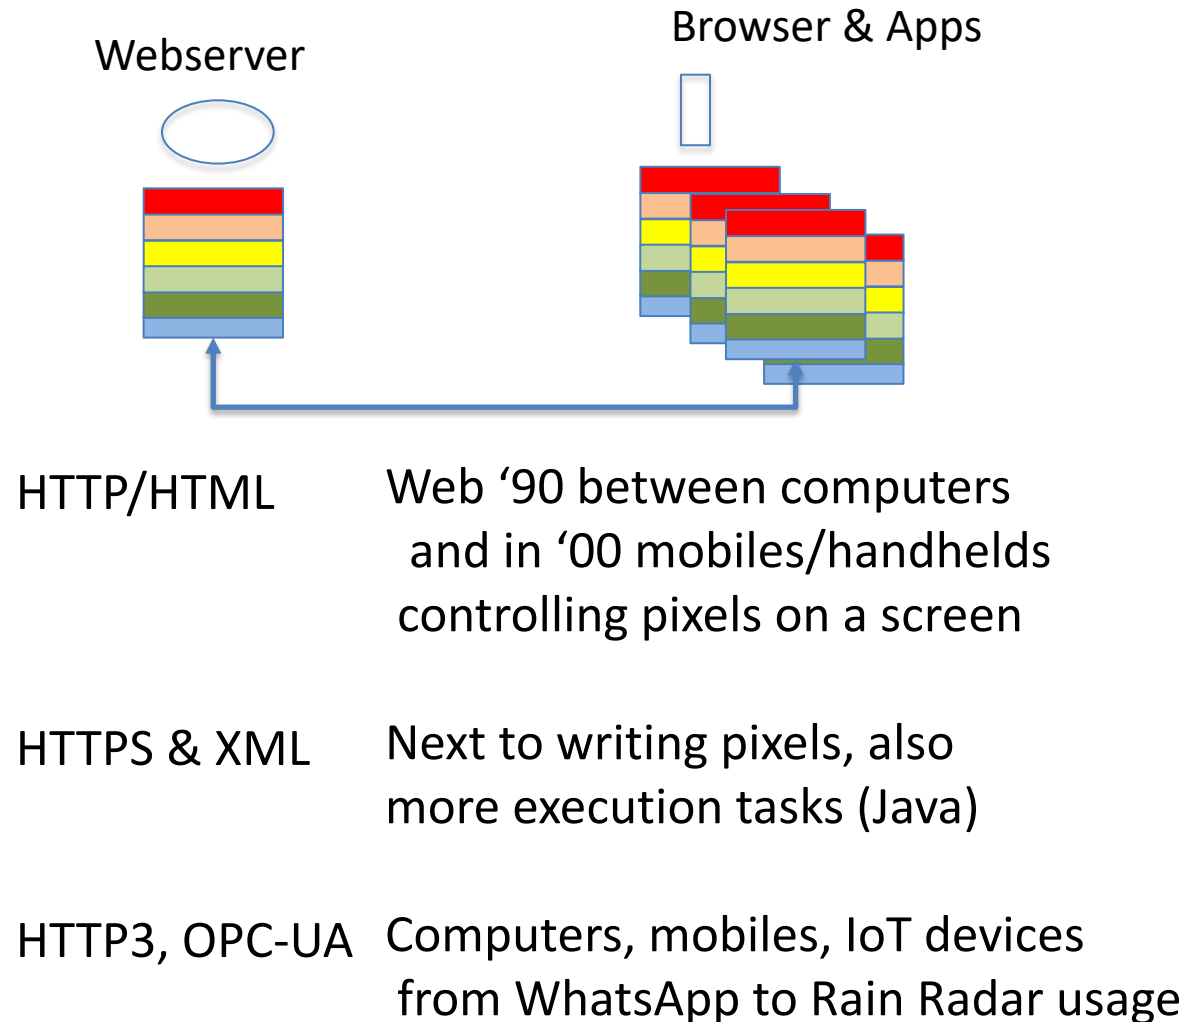 Webserver
Browser & Apps
HTTP/HTML
Web ‘90 between computers
and in ‘00 mobiles/handhelds
controlling pixels on a screen
HTTPS & XML
Next to writing pixels, also
more execution tasks (Java)
HTTP3, OPC-UA
Computers, mobiles, IoT devices
from WhatsApp to Rain Radar usage